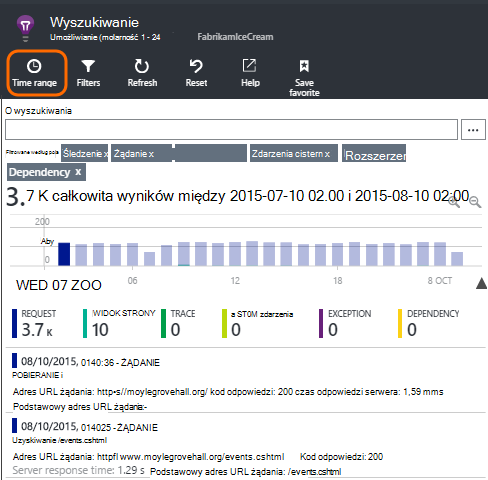 Wyszukiwanie
Umożliwianie (molarność 1 - 24 FabrikamIceCream
Time range Filters Refresh Reset Help Save favorite
O wyszukiwania
...
Filtrowane według poja Śledzenie x Żądanie x Zdarzenia cistern x Rozszerzer
Dependency x
3.7 K całkowita wyników między 2015-07-10 02.00 i 2015-08-10 02:00
200
Aby
0
06 12 18 8 OCT
WED 07 ZOO
REQUEST WIDOK STRONY TRACE a ST0M zdarzenia EXCEPTION DEPENDENCY
3.7 K 10 0 0 0 0
08/10/2015, 0140:36 - ŻĄDANIE
POBIERANIE i
Adres URL żądania: http•s//moylegrovehall.org/ kod odpowiedzi: 200 czas odpowiedzi serwera: 1,59 mms
Podstawowy adres URL żądania:-
08/10/2015, 014025 - ŻĄDANIE
Uzyskiwanie /events.cshtml
Adres URL żądania: httpfl www.moylegrovehall.org/events.cshtml Kod odpowiedzi: 200
Server response time: 1.29 s Podstawowy adres URL żądania: /events.cshtml